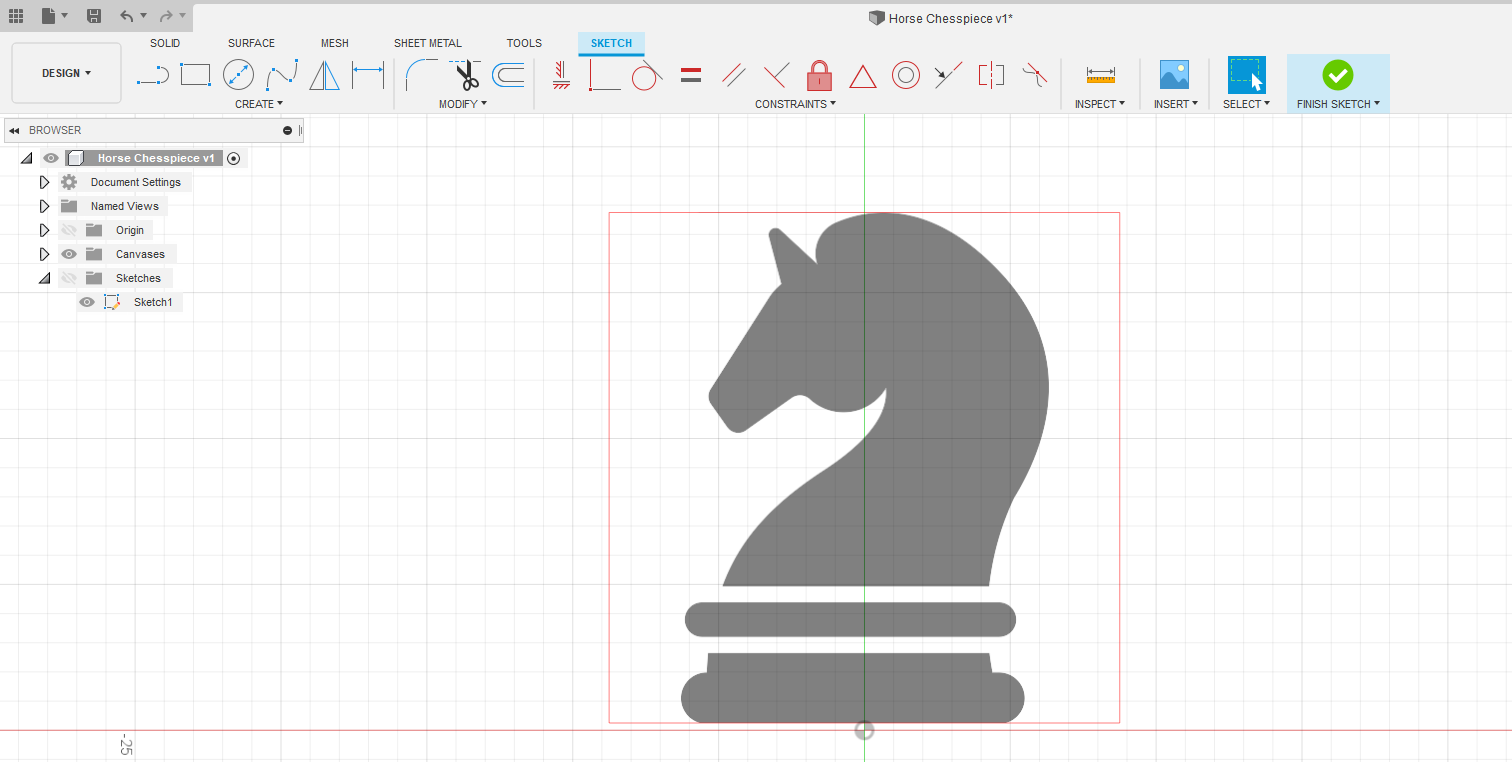 Horse Chesspiece v1*
SOLID SURFACE MESH SHEET METAL TOOLS SKETCH
DESIGN
CREATE MODIFY CONSTRAINTS INSPECT INSERT SELECT FINISH SKETCH
BROWSER
Horse Chesspiece v1
Document Settings
Named Views
Origin
Canvases
Sketches
Sketch1
-25